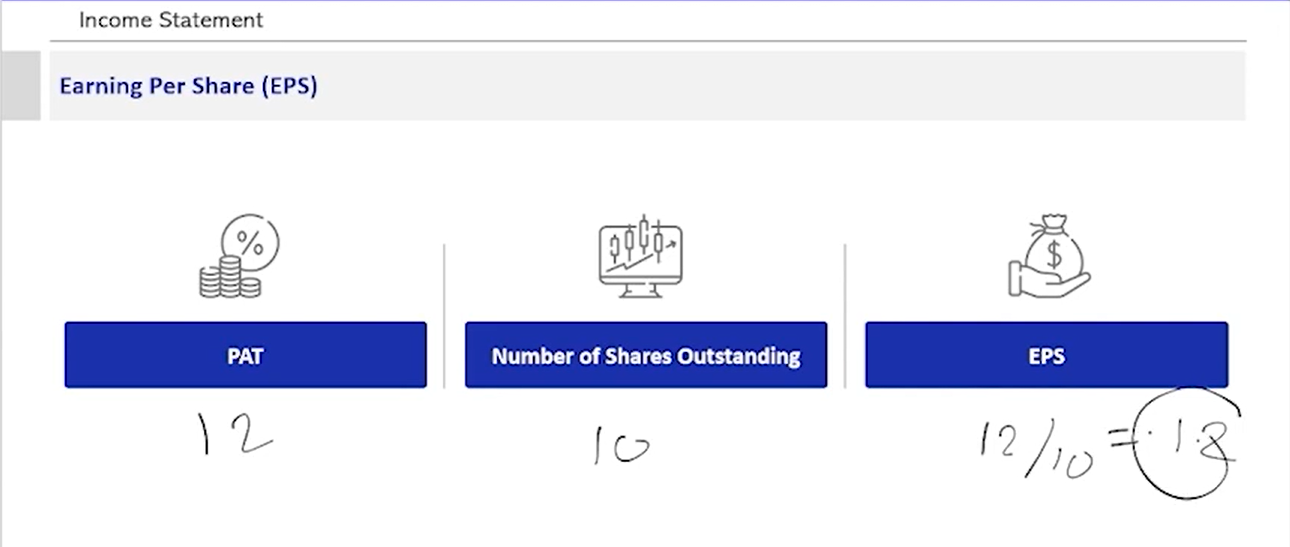 Income Statement
Earning Per Share (EPS)
%
$
PAT
Number of Shares Outstanding
EPS
12
10
12/10 = 1.2